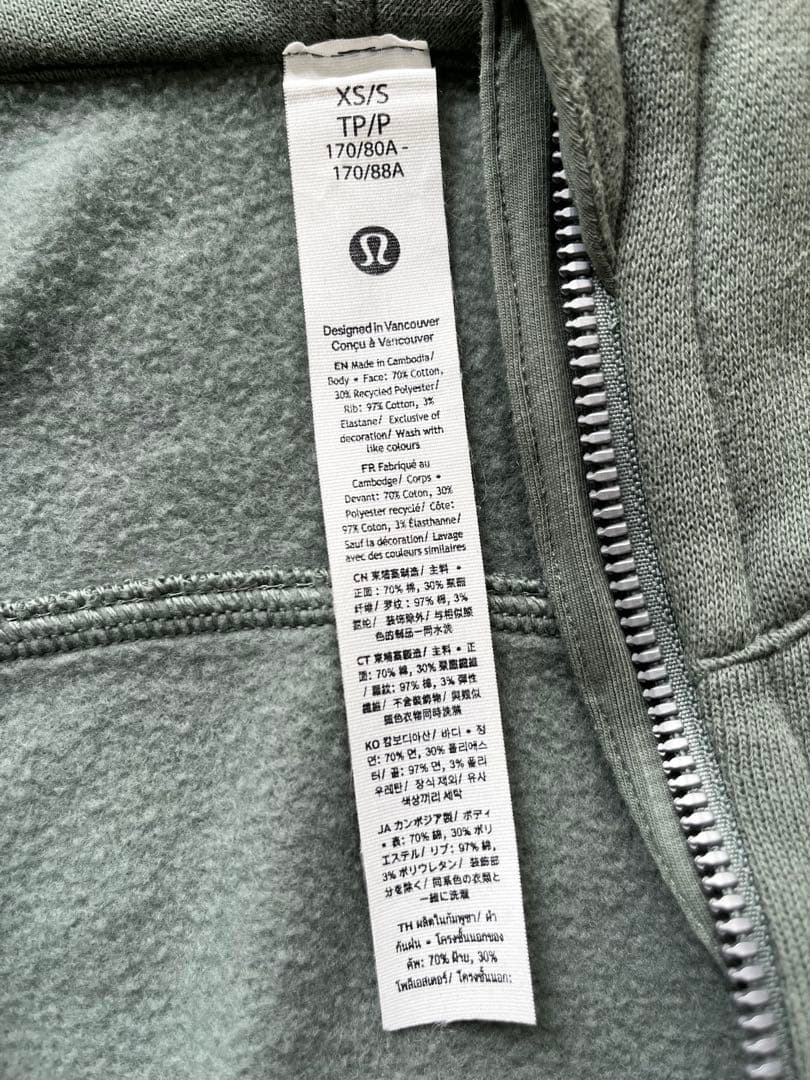 XS/S
TP/P
170/80A -
170/88A
Designed in Vancouver
Conçu à Vancouver
EN Made in Cambodia/
Body • Face: 70% Cotton,
30% Recycled Polyester/
Rib: 97% Cotton, 3%
Elastane/ Exclusive of
decoration/ Wash with
like colours
FR Fabriqué au
Cambodge/ Corps •
Devant: 70% Coton, 30%
Polyester recyclé/ Côte:
97% Coton, 3% Élasthanne/
Sauf la décoration/ Lavage
avec des couleurs similaires
CN 柬埔寨制造/ 主料 •
正面: 70% 棉, 30% 聚酯
纤维/ 罗纹: 97% 棉, 3%
氨纶/ 装饰除外/ 与相似颜
色的制品一同水洗
CT 柬埔寨製造/ 主料 • 正
面: 70% 綿, 30% 聚酯纖維
/ 羅紋: 97% 棉, 3% 彈性
纖維/ 不含裝飾物/ 與類似
顏色衣物同時洗滌
KO 캄보디아산/ 바디 • 정
면: 70% 면, 30% 폴리에스
터/ 골: 97% 면, 3% 폴리
우레탄/ 장식 제외/ 유사
색상끼리 세탁
JA カンボジア製/ ボディ
• 表: 70% 綿, 30% ポリ
エステル/ リブ: 97% 綿,
3% ポリウレタン/ 装飾部
分を除く/ 同系色の衣類と
一緒に洗濯
TH ผลิตในกัมพูชา/ ผ้า
กันฝน • โครงชั้นนอกของ
คัพ: 70% ฝ้าย, 30%
โพลีเอสเตอร์/ โครงชั้นนอก: